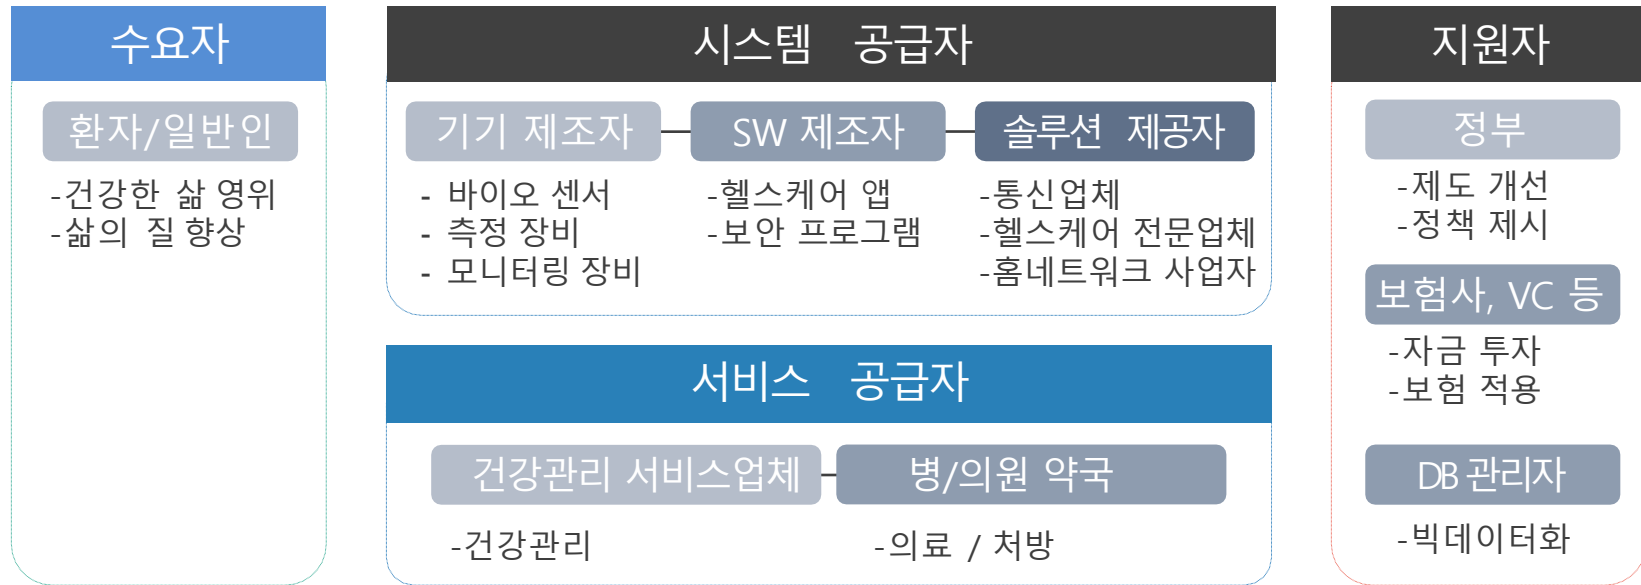 수요자
환자/일반인
-건강한 삶 영위
-삶의 질 향상
시스템 공급자
기기 제조자
- 바이오 센서
- 측정 장비
- 모니터링 장비
SW 제조자
-헬스케어 앱
-보안 프로그램
솔루션 제공자
-통신업체
-헬스케어 전문업체
-홈네트워크 사업자
서비스 공급자
건강관리 서비스업체
-건강관리
병/의원 약국
-의료 / 처방
지원자
정부
-제도 개선
-정책 제시
보험사, VC 등
-자금 투자
-보험 적용
DB 관리자
-빅데이터화